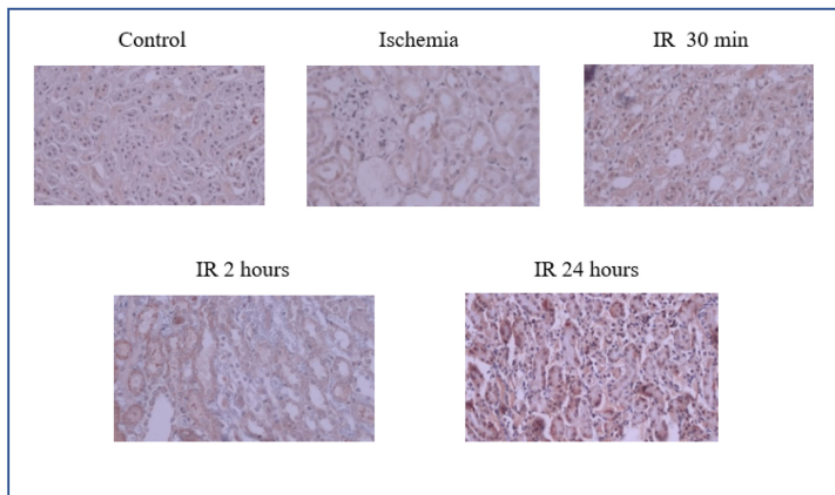 Control
Ischemia
IR 30 min
IR 2 hours
IR 24 hours